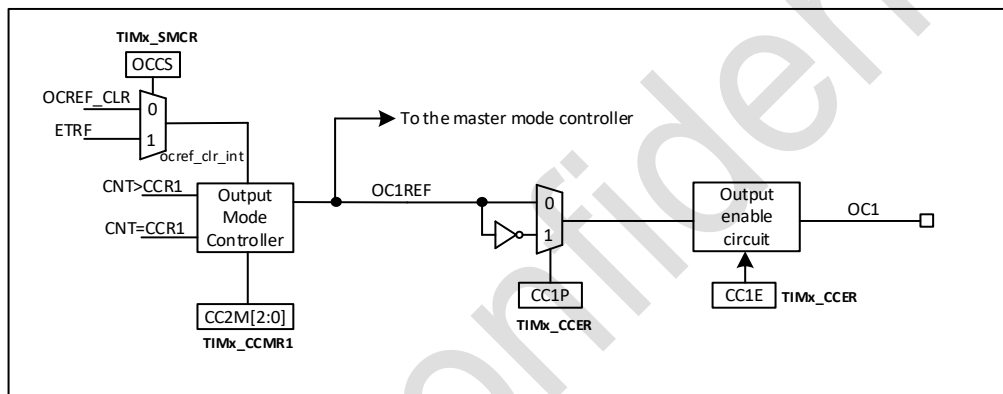 TIMx_SMCR
OCCS
OCREF_CLR
0
ETRF
1
ocref_clr_int
To the master mode controller
CNT>CCR1
CNT=CCR1
Output
Mode
Controller
OC1REF
0
1
Output
enable
circuit
OC1
CC1P
TIMx_CCER
CC1E
TIMx_CCER
CC2M[2:0]
TIMx_CCMR1